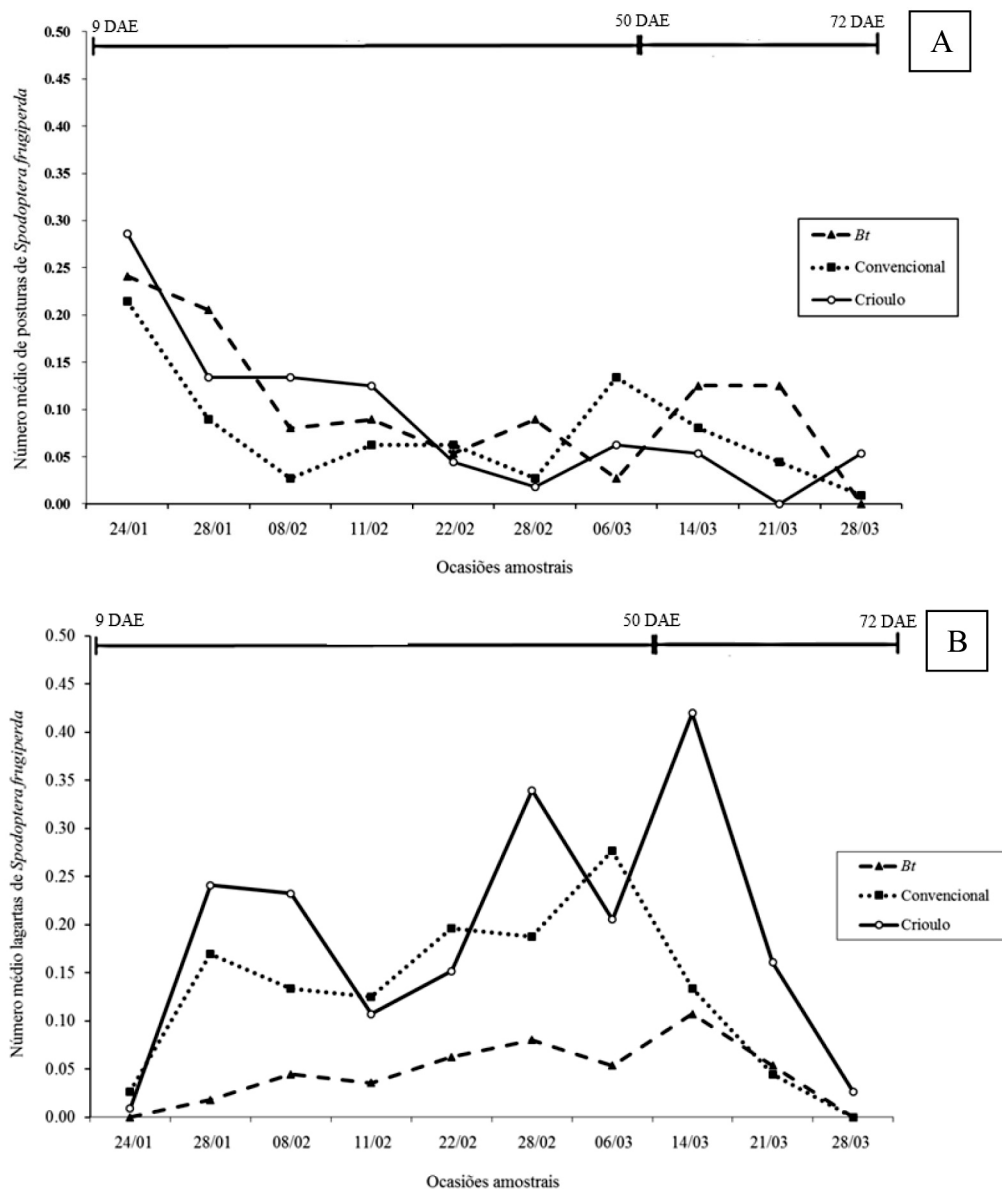 9 DAE 50 DAE 72 DAE
A
0.50
0.45
0.40
0.35
0.30
0.25
0.20
0.15
0.10
0.05
0.00
Número médio de posturas de Spodoptera frugiperda
Bt
Convencional
Crioulo
24/01 28/01 08/02 11/02 22/02 28/02 06/03 14/03 21/03 28/03
Ocasiões amostrais
9 DAE 50 DAE 72 DAE
B
0.50
0.45
0.40
0.35
0.30
0.25
0.20
0.15
0.10
0.05
0.00
Número médio lagartas de Spodoptera frugiperda
Bt
Convencional
Crioulo
24/01 28/01 08/02 11/02 22/02 28/02 06/03 14/03 21/03 28/03
Ocasiões amostrais